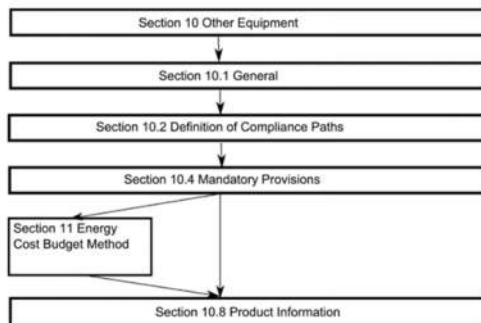 Section 10 Other Equipment
Section 10.1 General
Section 10.2 Definition of Compliance Paths
Section 10.4 Mandatory Provisions
Section 11 Energy
Cost Budget Method
Section 10.8 Product Information